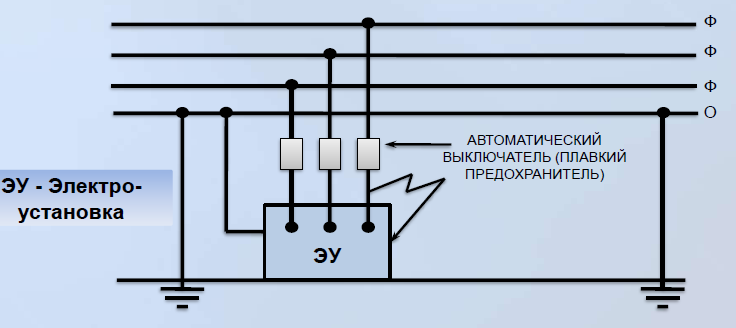 Ф
Ф
Ф
О
АВТОМАТИЧЕСКИЙ
ВЫКЛЮЧАТЕЛЬ (ПЛАВКИЙ
ПРЕДОХРАНИТЕЛЬ)
ЭУ - Электро-
установка
ЭУ